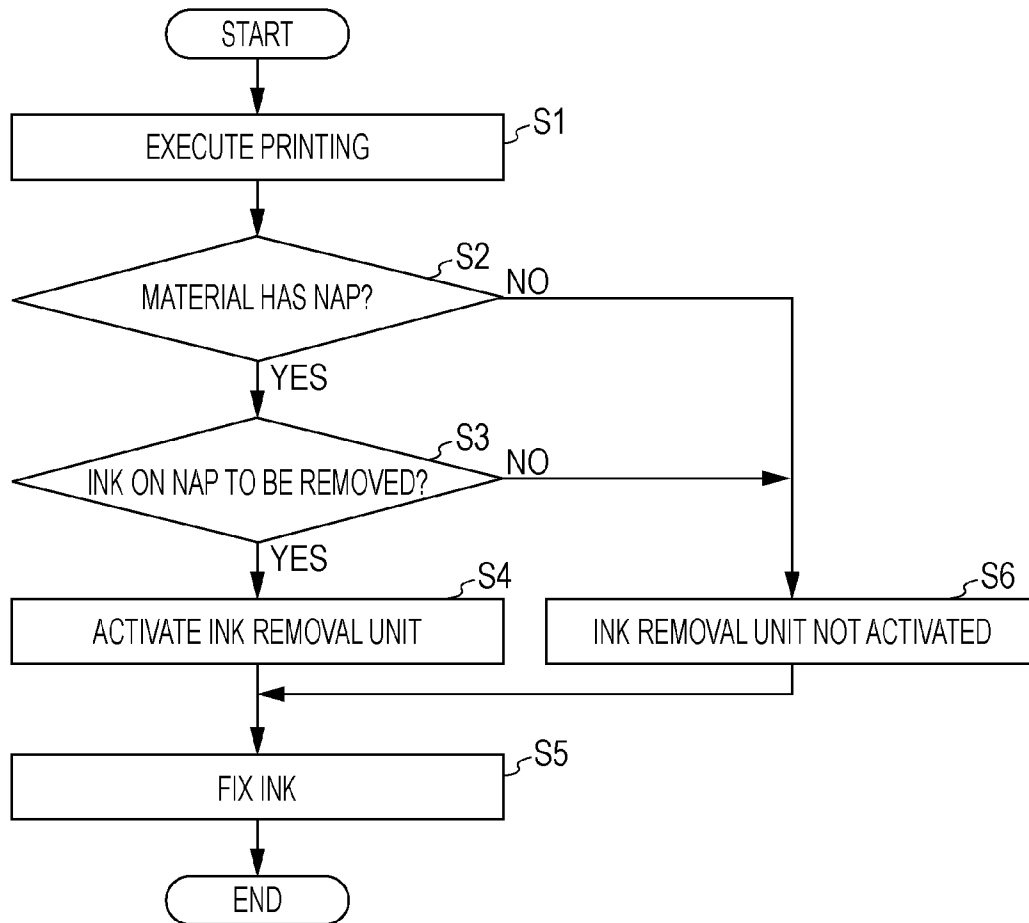 START
S1
EXECUTE PRINTING
S2
NO
MATERIAL HAS NAP?
YES
S3
NO
INK ON NAP TO BE REMOVED?
YES
S4
S6
ACTIVATE INK REMOVAL UNIT
INK REMOVAL UNIT NOT ACTIVATED
S5
FIX INK
END